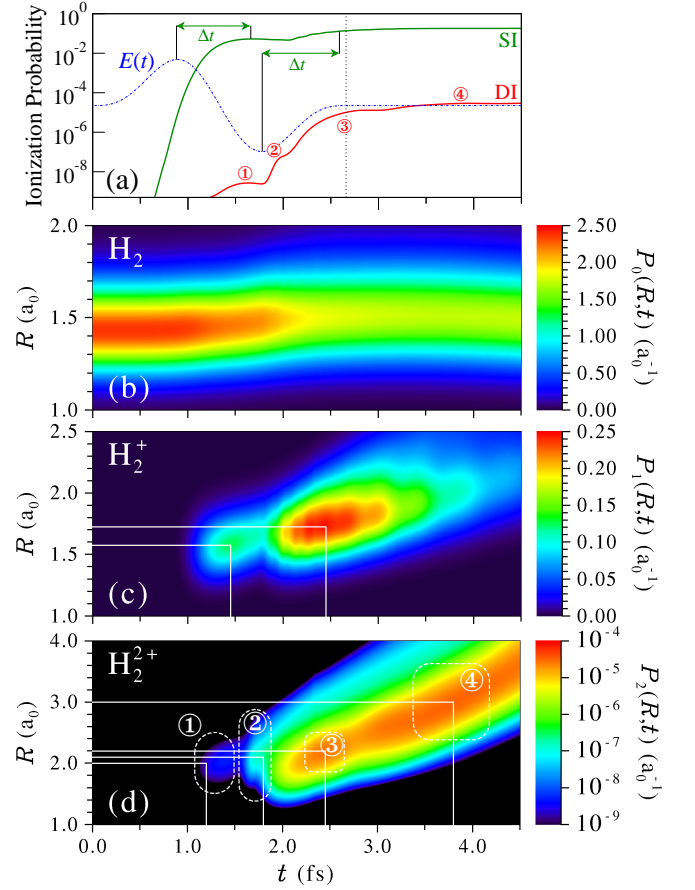 10^0
10^-2
10^-4
10^-6
10^-8
Ionization Probability
E(t)
Δt
Δt
SI
DI
①
②
③
④
(a)
2.0
1.5
1.0
R (a₀)
H₂
(b)
2.50
2.00
1.50
1.00
0.50
0.00
P₀(R,t) (a₀⁻¹)
2.5
2.0
1.5
1.0
R (a₀)
H₂⁺
(c)
0.25
0.20
0.15
0.10
0.05
0.00
P₁(R,t) (a₀⁻¹)
4.0
3.0
2.0
1.0
R (a₀)
H₂²⁺
①
②
③
④
(d)
10^-4
10^-5
10^-6
10^-7
10^-8
10^-9
P₂(R,t) (a₀⁻¹)
0.0 1.0 2.0 3.0 4.0
t (fs)